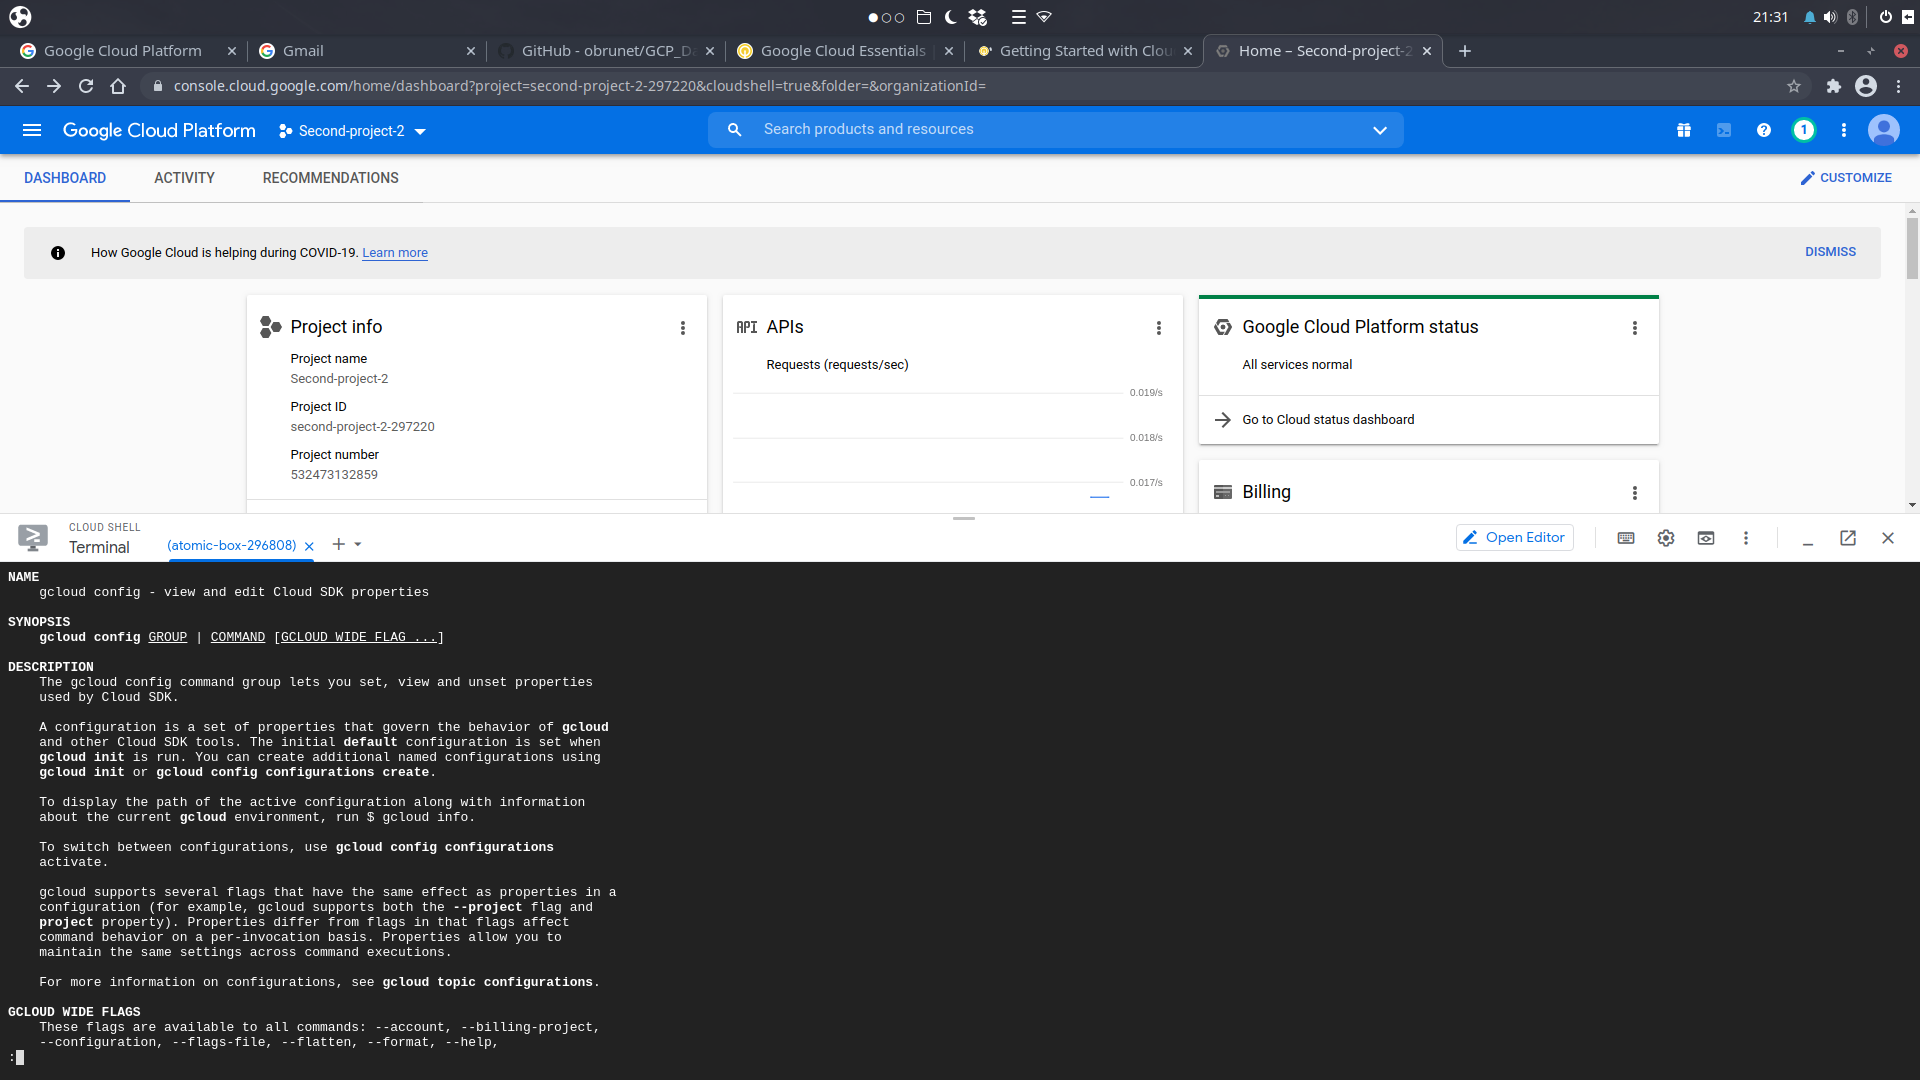 21:31
Google Cloud Platform
Gmail
GitHub - obrunet/GCP_Da
Google Cloud Essentials
Getting Started with Clou
Home – Second-project-2
console.cloud.google.com/home/dashboard?project=second-project-2-297220&cloudshell=true&folder=&organizationId=
Google Cloud Platform
Second-project-2
Search products and resources
1
DASHBOARD
ACTIVITY
RECOMMENDATIONS
CUSTOMIZE
How Google Cloud is helping during COVID-19. Learn more
DISMISS
Project info
Project name
Second-project-2
Project ID
second-project-2-297220
Project number
532473132859
API APIs
Requests (requests/sec)
0.019/s
0.018/s
0.017/s
Google Cloud Platform status
All services normal
Go to Cloud status dashboard
Billing
CLOUD SHELL
Terminal
(atomic-box-296808)
Open Editor
NAME
gcloud config - view and edit Cloud SDK properties
SYNOPSIS
gcloud config GROUP | COMMAND [GCLOUD_WIDE_FLAG ...]
DESCRIPTION
The gcloud config command group lets you set, view and unset properties
used by Cloud SDK.
A configuration is a set of properties that govern the behavior of gcloud
and other Cloud SDK tools. The initial default configuration is set when
gcloud init is run. You can create additional named configurations using
gcloud init or gcloud config configurations create.
To display the path of the active configuration along with information
about the current gcloud environment, run $ gcloud info.
To switch between configurations, use gcloud config configurations
activate.
gcloud supports several flags that have the same effect as properties in a
configuration (for example, gcloud supports both the --project flag and
project property). Properties differ from flags in that flags affect
command behavior on a per-invocation basis. Properties allow you to
maintain the same settings across command executions.
For more information on configurations, see gcloud topic configurations.
GCLOUD WIDE FLAGS
These flags are available to all commands: --account, --billing-project,
--configuration, --flags-file, --flatten, --format, --help,
: